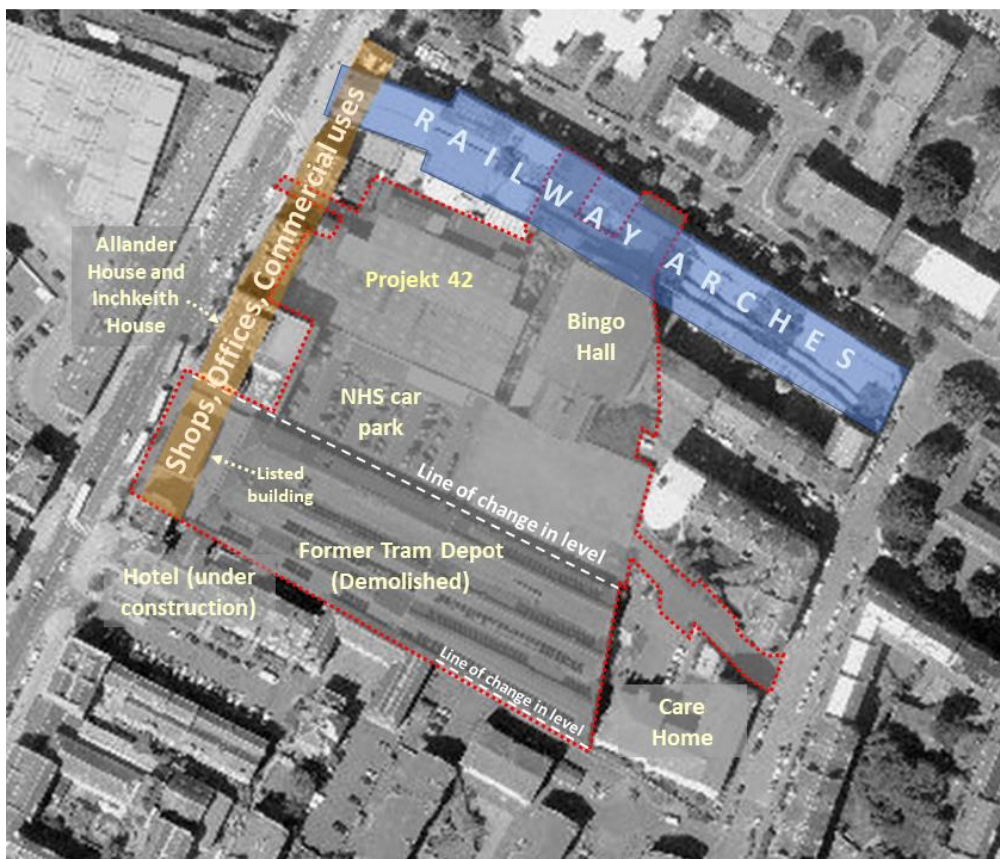 Shops, Offices, Commercial uses
RAILWAY ARCHES
Allander
House and
Inchkeith
House
Projekt 42
Bingo
Hall
NHS car
park
Listed
building
Line of change in level
Former Tram Depot
(Demolished)
Hotel (under
construction)
Line of change in level
Care
Home